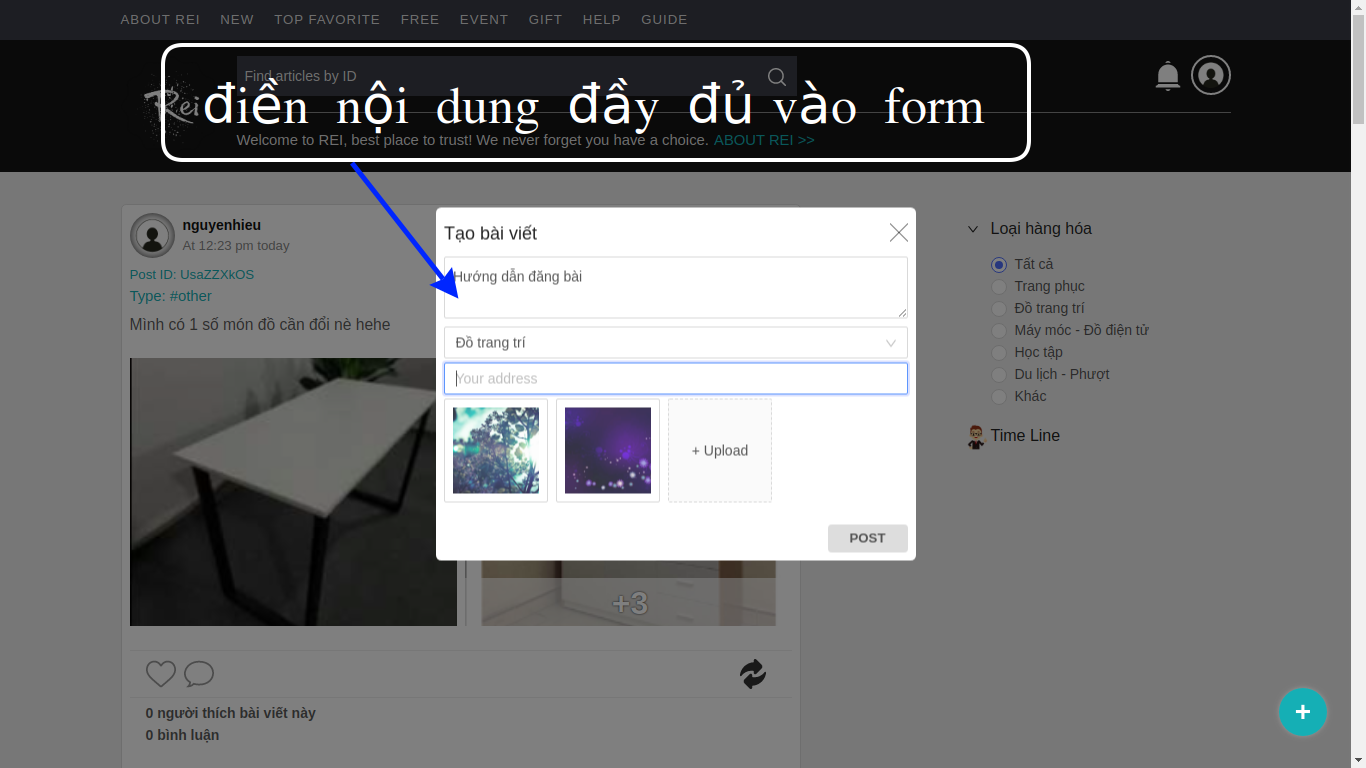 ABOUT REI NEW TOP FAVORITE FREE EVENT GIFT HELP GUIDE
Find articles by ID
Rei
điền nội dung đầy đủ vào form
Welcome to REI, best place to trust! We never forget you have a choice. ABOUT REI >>
nguyenhieu
At 12:23 pm today
Post ID: UsaZZXkOS
Type: #other
Mình có 1 số món đồ cần đổi nè hehe
+3
0 người thích bài viết này
0 bình luận
Tạo bài viết
Hướng dẫn đăng bài
Đồ trang trí
Your address
+ Upload
POST
Loại hàng hóa
Tất cả
Trang phục
Đồ trang trí
Máy móc - Đồ điện tử
Học tập
Du lịch - Phượt
Khác
Time Line
+